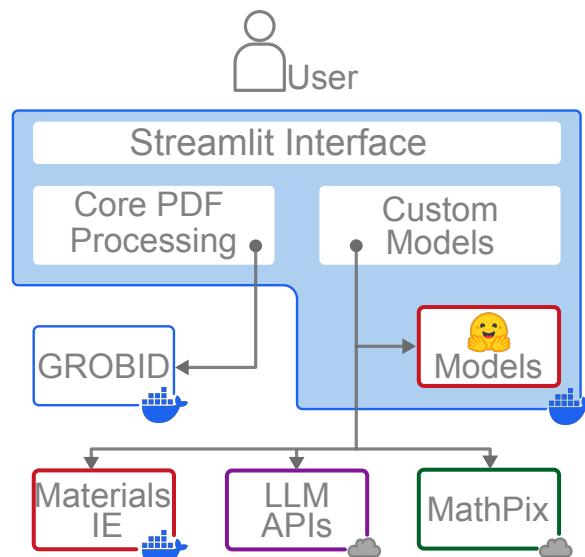 User
Streamlit Interface
Core PDF
Processing
Custom
Models
GROBID
Models
Materials
IE
LLM
APIs
MathPix